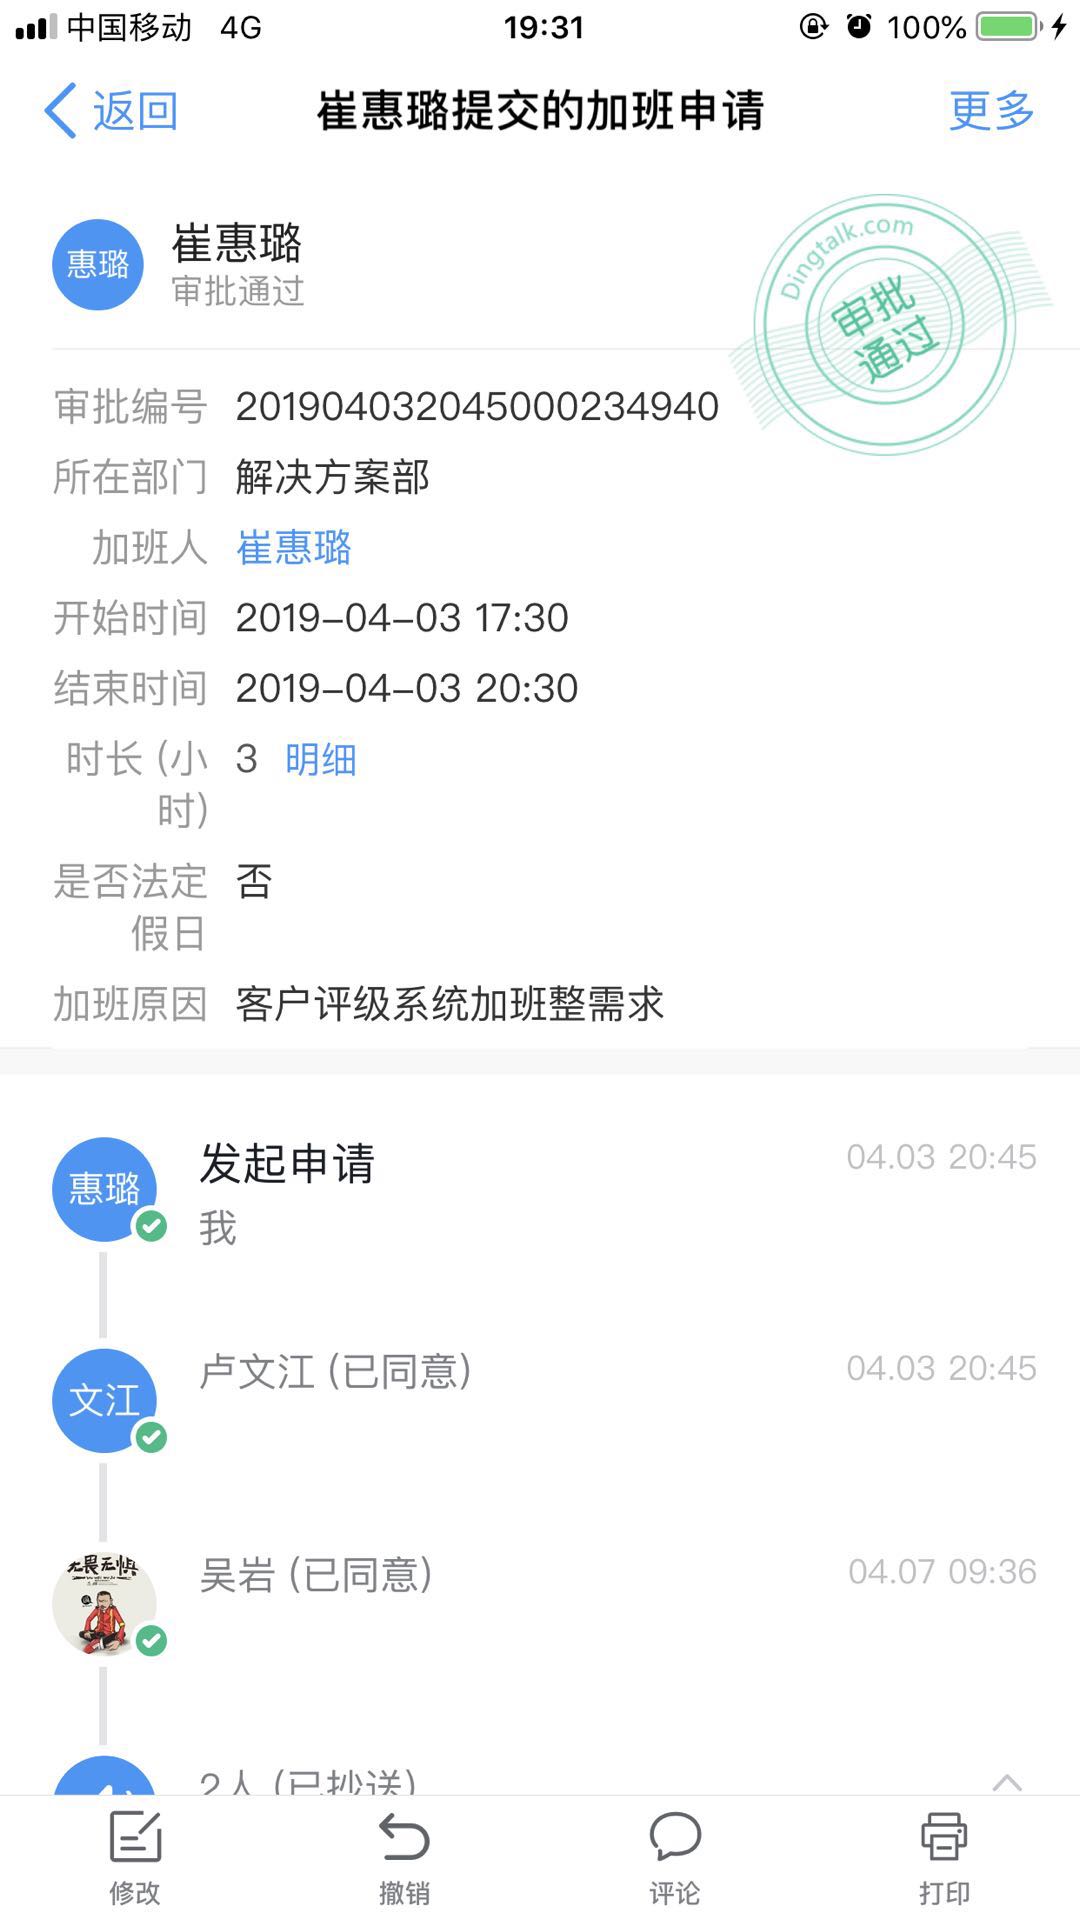 中国移动 4G 19:31 100%
返回 崔惠璐提交的加班申请 更多
惠璐 崔惠璐
审批通过
Dingtalk.com
审批
通过
审批编号 201904032045000234940
所在部门 解决方案部
加班人 崔惠璐
开始时间 2019-04-03 17:30
结束时间 2019-04-03 20:30
时长 (小 3 明细
时)
是否法定 否
假日
加班原因 客户评级系统加班整需求
惠璐 发起申请 04.03 20:45
我
文江 卢文江 (已同意) 04.03 20:45
无畏无惧
吴岩 (已同意) 04.07 09:36
2人 (已抄送)
修改 撤销 评论 打印